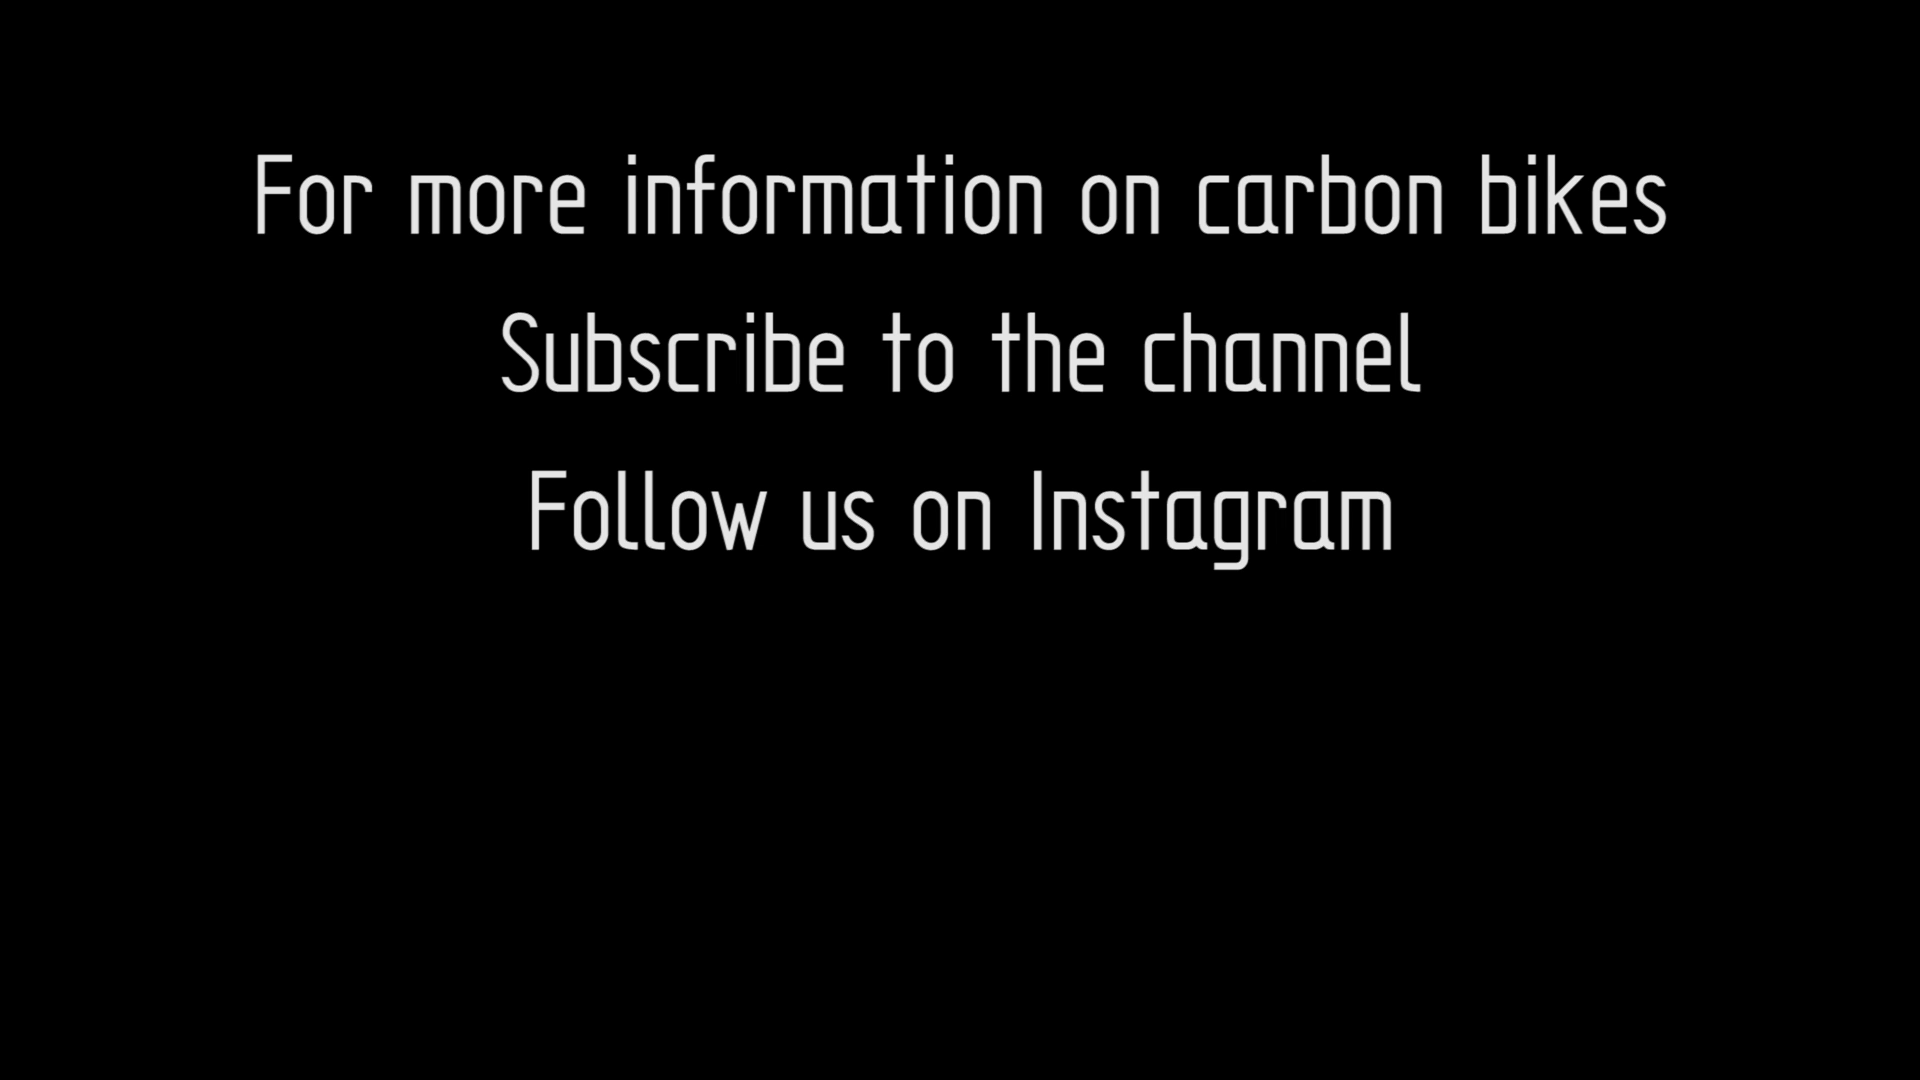 For more information on carbon bikes
Subscribe to the channel
Follow us on Instagram